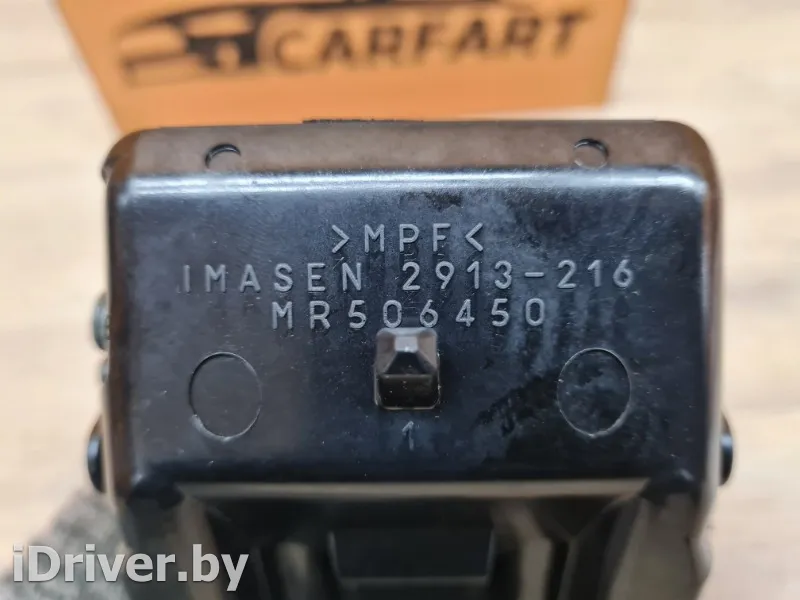 CARFART
>MPF<
IMASEN 2913-216
MR506450
1
iDriver.by